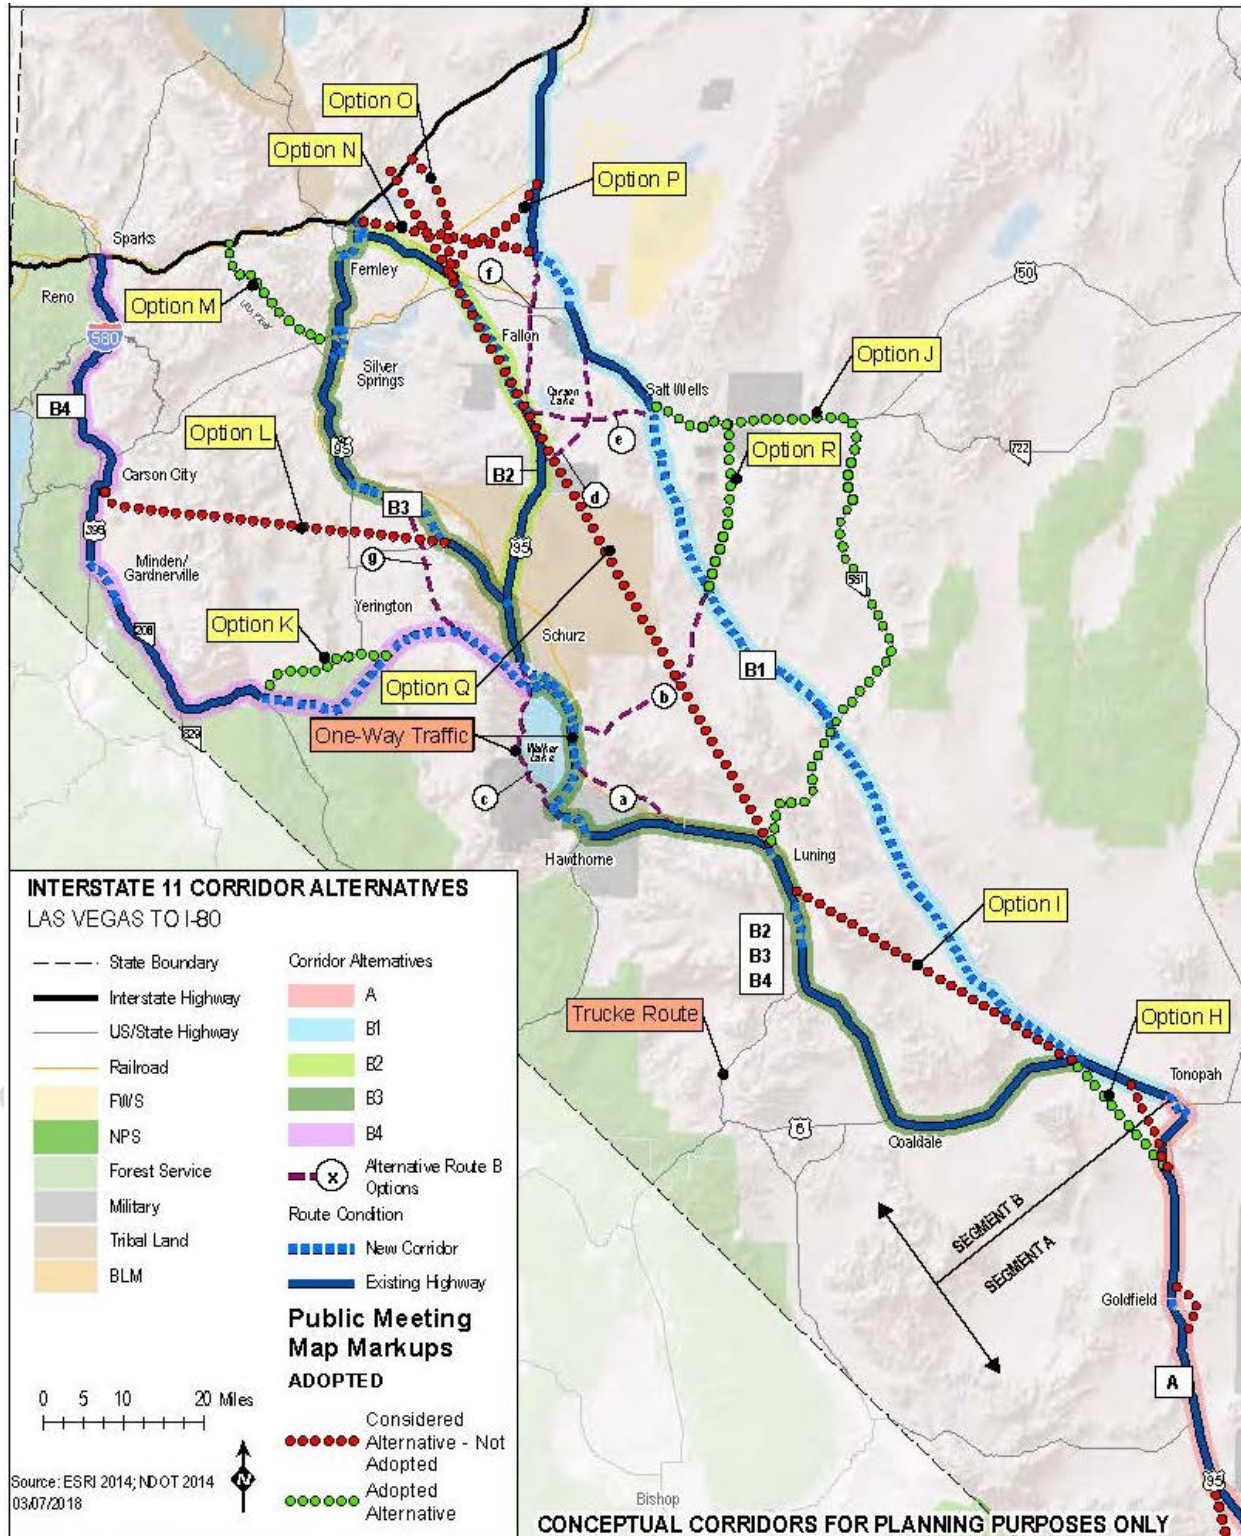 Option O
Option N
Option P
Sparks
Reno
Fernley
f
50
Option M
USA PKWY
580
Fallon
Option J
Silver
Springs
Carson
Lake
Salt Wells
B4
Option L
95
e
722
Option R
Carson City
B2
d
B3
395
95
g
Minden/
Gardnerville
Yerington
361
208
Option K
Schurz
B1
Option Q
b
One-Way Traffic
Walker
Lake
c
a
Hawthorne
Luning
Option I
B2
B3
B4
Trucke Route
Option H
Tonopah
6
Coaldale
SEGMENT B
SEGMENT A
Goldfield
A
95
Bishop
INTERSTATE 11 CORRIDOR ALTERNATIVES
LAS VEGAS TO I-80
State Boundary
Interstate Highway
US/State Highway
Railroad
FWS
NPS
Forest Service
Military
Tribal Land
BLM
Corridor Alternatives
A
B1
B2
B3
B4
x
Alternative Route B
Options
Route Condition
New Corridor
Existing Highway
Public Meeting
Map Markups
ADOPTED
Considered
Alternative - Not
Adopted
Adopted
Alternative
0 5 10 20 Miles
N
Source: ESRI 2014; NDOT 2014
03/07/2018
CONCEPTUAL CORRIDORS FOR PLANNING PURPOSES ONLY